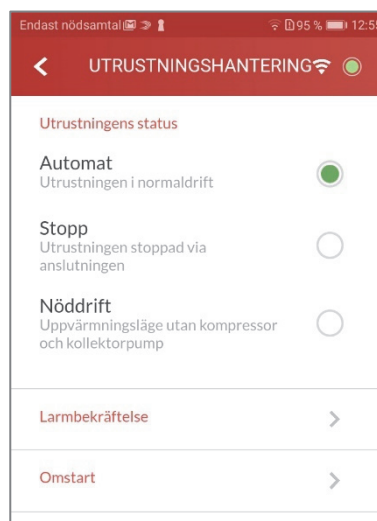 Endast nödsamtal 95 % 12:55
UTRUSTNINGSHANTERING
Utrustningens status
Automat
Utrustningen i normaldrift
Stopp
Utrustningen stoppad via
anslutningen
Nöddrift
Uppvärmningsläge utan kompressor
och kollektorpump
Larmbekräftelse
Omstart